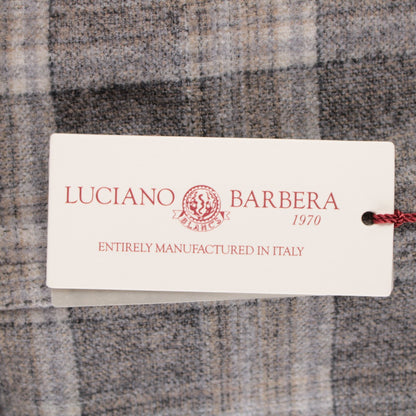 LUCIANO BARBERA
1970
ENTIRELY MANUFACTURED IN ITALY